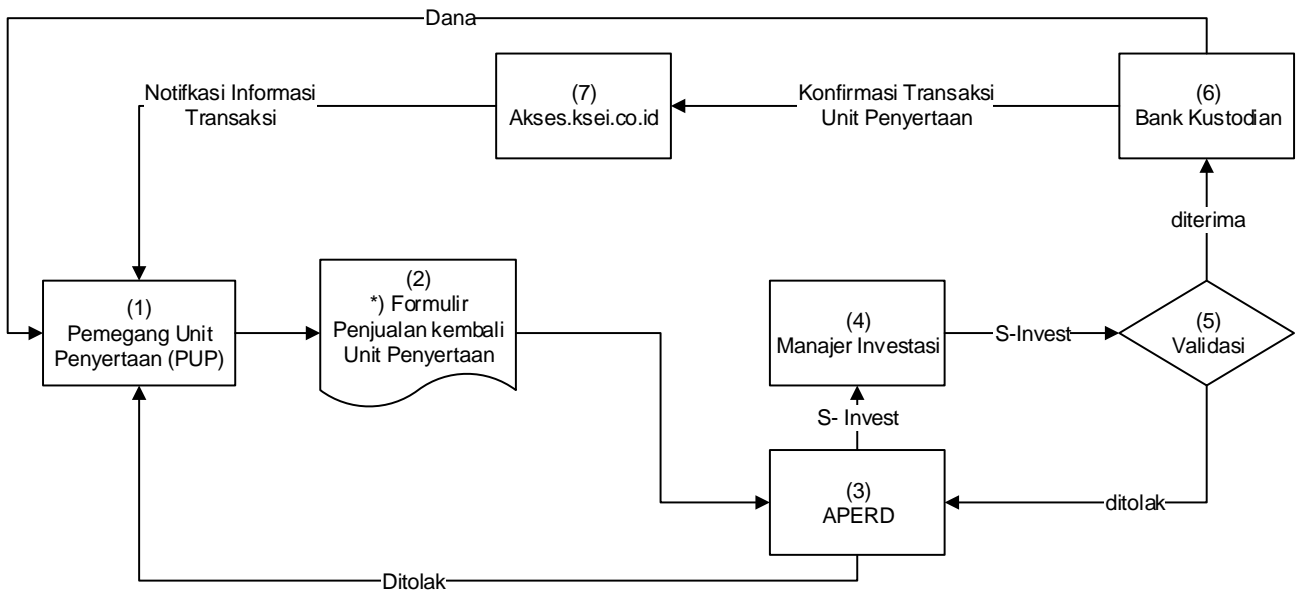 Dana
Notifkasi Informasi
Transaksi
(7)
Akses.ksei.co.id
Konfirmasi Transaksi
Unit Penyertaan
(6)
Bank Kustodian
diterima
(1)
Pemegang Unit
Penyertaan (PUP)
(2)
*) Formulir
Penjualan kembali
Unit Penyertaan
(4)
Manajer Investasi
S-Invest
(5)
Validasi
S- Invest
(3)
APERD
ditolak
Ditolak